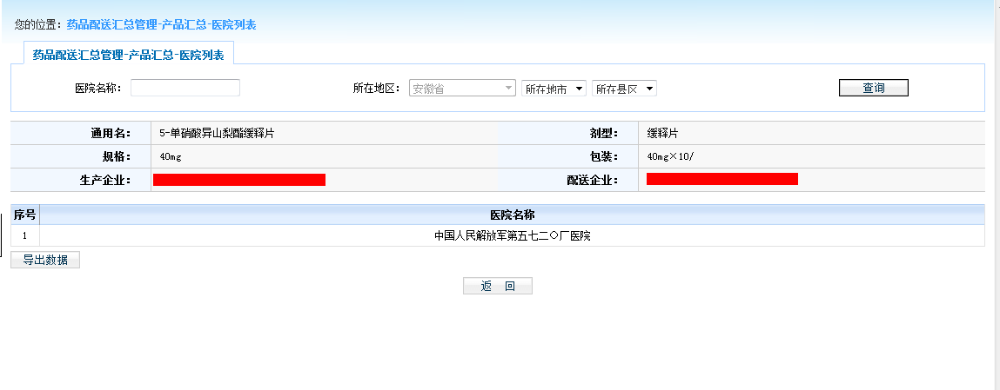 您的位置：药品配送汇总管理-产品汇总-医院列表
药品配送汇总管理-产品汇总-医院列表
医院名称： 所在地区： 安徽省 所在地市 所在县区 查询
通用名： 5-单硝酸异山梨酯缓释片 剂型： 缓释片
规格： 40mg 包装： 40mg×10/
生产企业： 配送企业：
序号 医院名称
1 中国人民解放军第五七二〇厂医院
导出数据
返 回